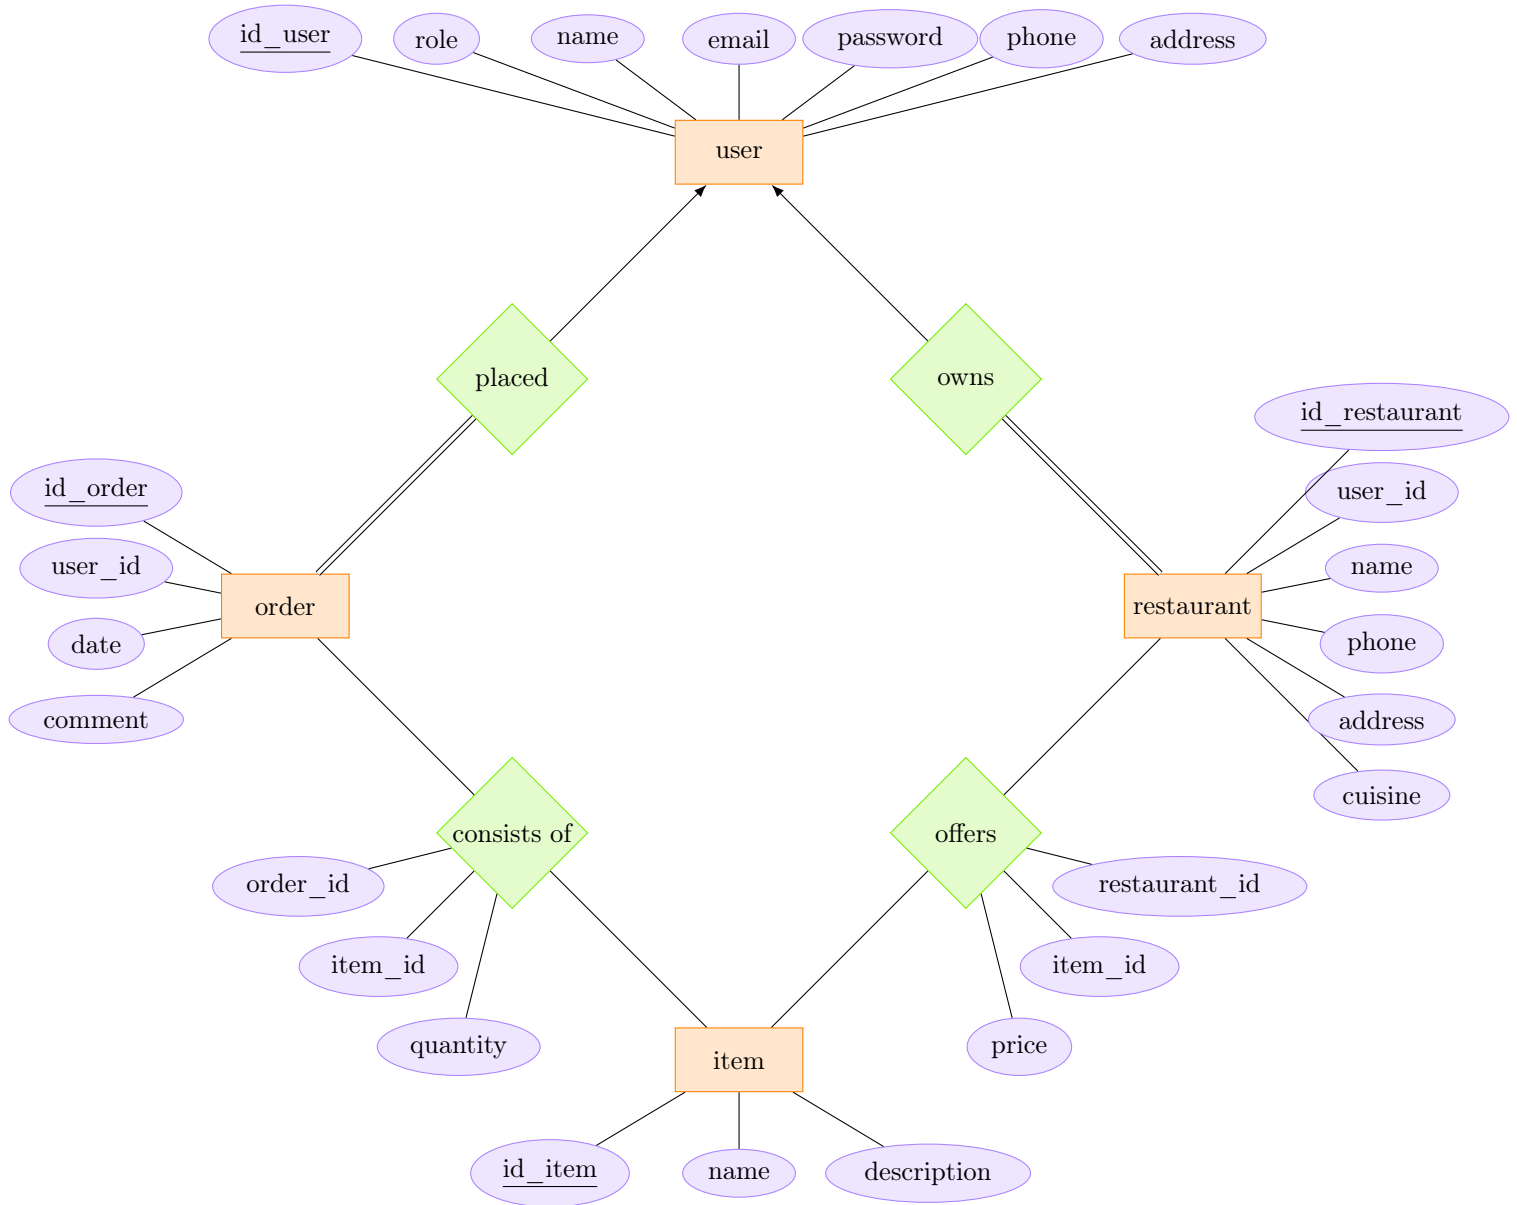 id_user
role
name
email
password
phone
address
user
placed
owns
id_restaurant
id_order
user_id
user_id
name
order
restaurant
date
phone
comment
address
cuisine
consists of
offers
order_id
restaurant_id
item_id
item_id
quantity
price
item
id_item
name
description